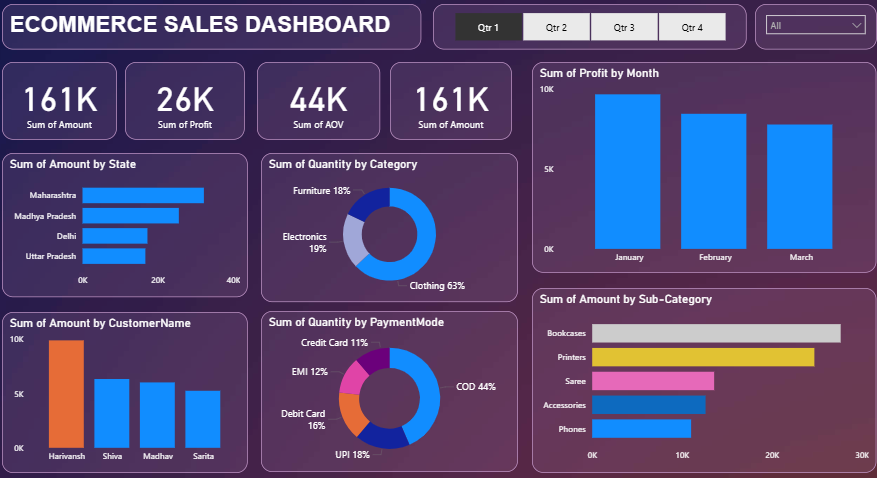 ECOMMERCE SALES DASHBOARD
Qtr 1
Qtr 2
Qtr 3
Qtr 4
All
161K
Sum of Amount
26K
Sum of Profit
44K
Sum of AOV
161K
Sum of Amount
Sum of Profit by Month
10K
5K
0K
January
February
March
Sum of Amount by State
Maharashtra
Madhya Pradesh
Delhi
Uttar Pradesh
0K
20K
40K
Sum of Quantity by Category
Furniture 18%
Electronics
19%
Clothing 63%
Sum of Amount by Sub-Category
Bookcases
Printers
Saree
Accessories
Phones
0K
10K
20K
30K
Sum of Amount by CustomerName
10K
5K
0K
Harivansh
Shiva
Madhav
Sarita
Sum of Quantity by PaymentMode
Credit Card 11%
EMI 12%
Debit Card
16%
UPI 18%
COD 44%